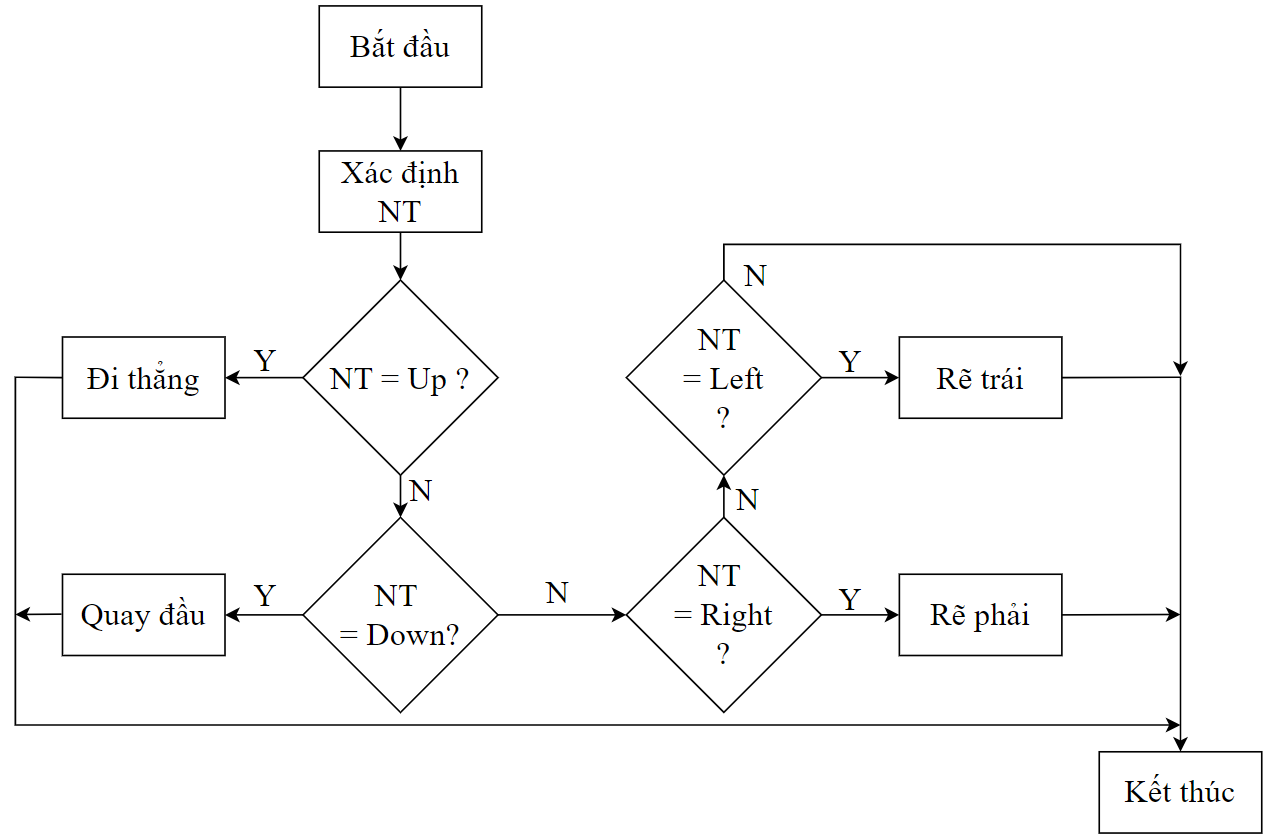 Bắt đầu
Xác định
NT
N
NT
= Left
?
Y
Rẽ trái
Đi thẳng
Y
NT = Up ?
N
N
Quay đầu
Y
NT
= Down?
N
NT
= Right
?
Y
Rẽ phải
Kết thúc